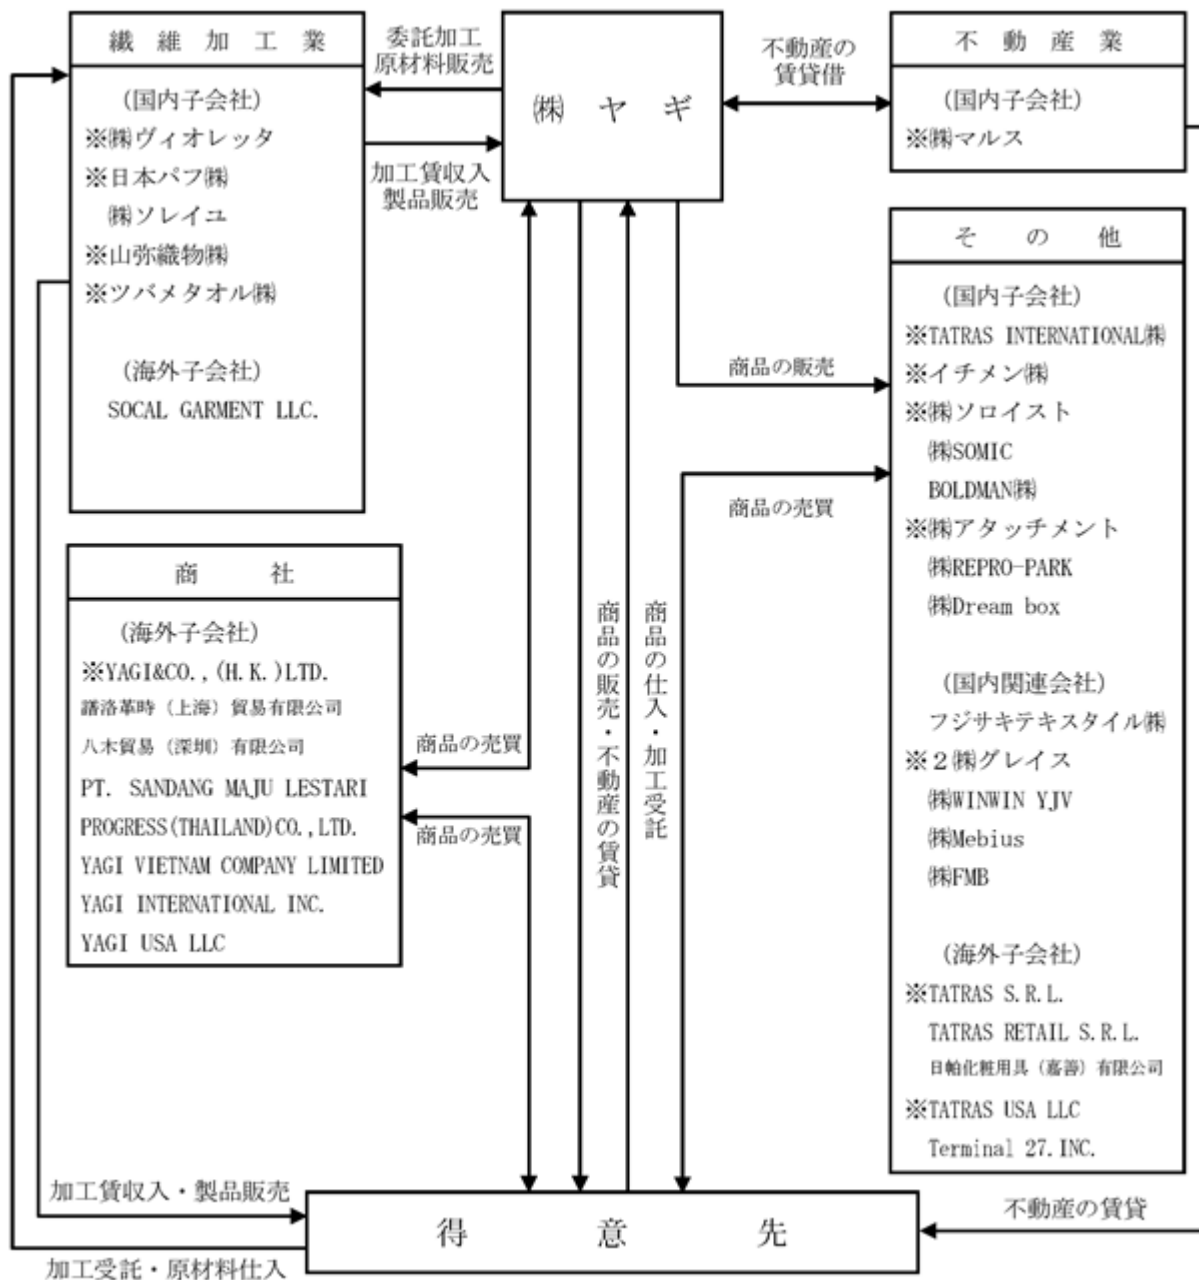 繊維加工業
(国内子会社)
※㈱ヴィオレッタ
※日本パフ㈱
㈱ソレイユ
※山弥織物㈱
※ツバメタオル㈱
(海外子会社)
SOCAL GARMENT LLC.
委託加工
原材料販売
加工賃収入
製品販売
㈱ヤギ
不動産の
賃貸借
不動産業
(国内子会社)
※㈱マルス
その他
(国内子会社)
※TATRAS INTERNATIONAL㈱
※イチメン㈱
※㈱ソロイスト
㈱SOMIC
BOLDMAN㈱
※㈱アタッチメント
㈱REPRO-PARK
㈱Dream box
(国内関連会社)
フジサキテキスタイル㈱
※2㈱グレイス
㈱WINWIN YJV
㈱Mebius
㈱FMB
(海外子会社)
※TATRAS S.R.L.
TATRAS RETAIL S.R.L.
日帕化粧用具（嘉善）有限公司
※TATRAS USA LLC
Terminal 27.INC.
商品の販売
商品の売買
商社
(海外子会社)
※YAGI&CO.,(H.K.)LTD.
譜洛革時（上海）貿易有限公司
八木貿易（深圳）有限公司
PT. SANDANG MAJU LESTARI
PROGRESS(THAILAND)CO.,LTD.
YAGI VIETNAM COMPANY LIMITED
YAGI INTERNATIONAL INC.
YAGI USA LLC
商品の売買
商品の売買
商品の販売・不動産の賃貸
商品の仕入・加工受託
加工賃収入・製品販売
得意先
不動産の賃貸
加工受託・原材料仕入